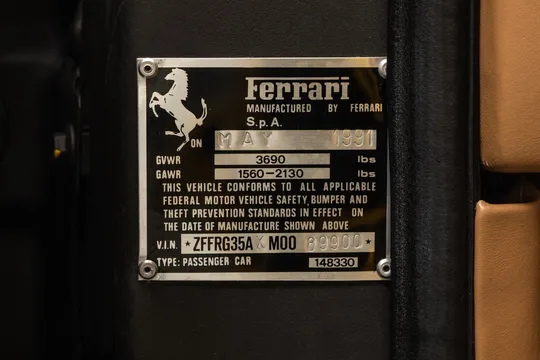 Ferrari
MANUFACTURED BY FERRARI
S.p.A.
ON MAY 1991
GVWR 3690 lbs
GAWR 1560-2130 lbs
THIS VEHICLE CONFORMS TO ALL APPLICABLE
FEDERAL MOTOR VEHICLE SAFETY, BUMPER AND
THEFT PREVENTION STANDARDS IN EFFECT ON
THE DATE OF MANUFACTURE SHOWN ABOVE
V.I.N. *ZFFRG35A M00 *
TYPE: PASSENGER CAR 148330